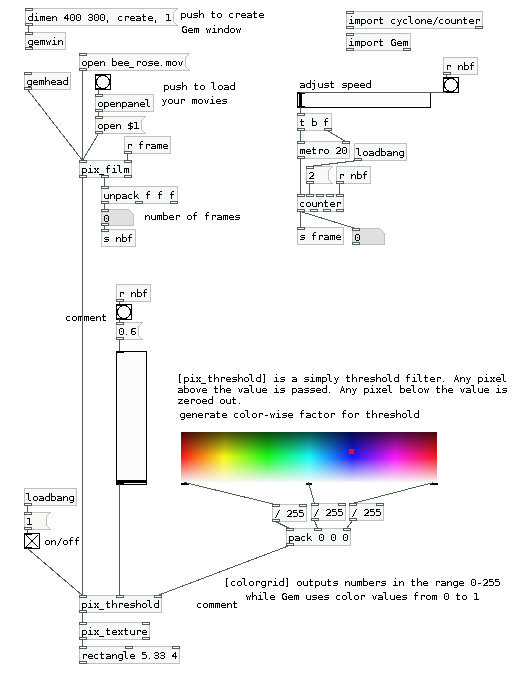 dimen 400 300, create, 1
push to create
Gem window
gemwin
import cyclone/counter
import Gem
open bee_rose.mov
r nbf
gemhead
push to load
your movies
openpanel
open $1
adjust speed
r frame
t b f
pix_film
metro 20
loadbang
2
r nbf
unpack f f f
0
number of frames
counter
s nbf
s frame
0
r nbf
comment
0.6
[pix_threshold] is a simply threshold filter. Any pixel
above the value is passed. Any pixel below the value is
zeroed out.
generate color-wise factor for threshold
loadbang
1
on/off
/ 255
/ 255
/ 255
pack 0 0 0
[colorgrid] outputs numbers in the range 0-255
while Gem uses color values from 0 to 1
pix_threshold
comment
pix_texture
rectangle 5.33 4